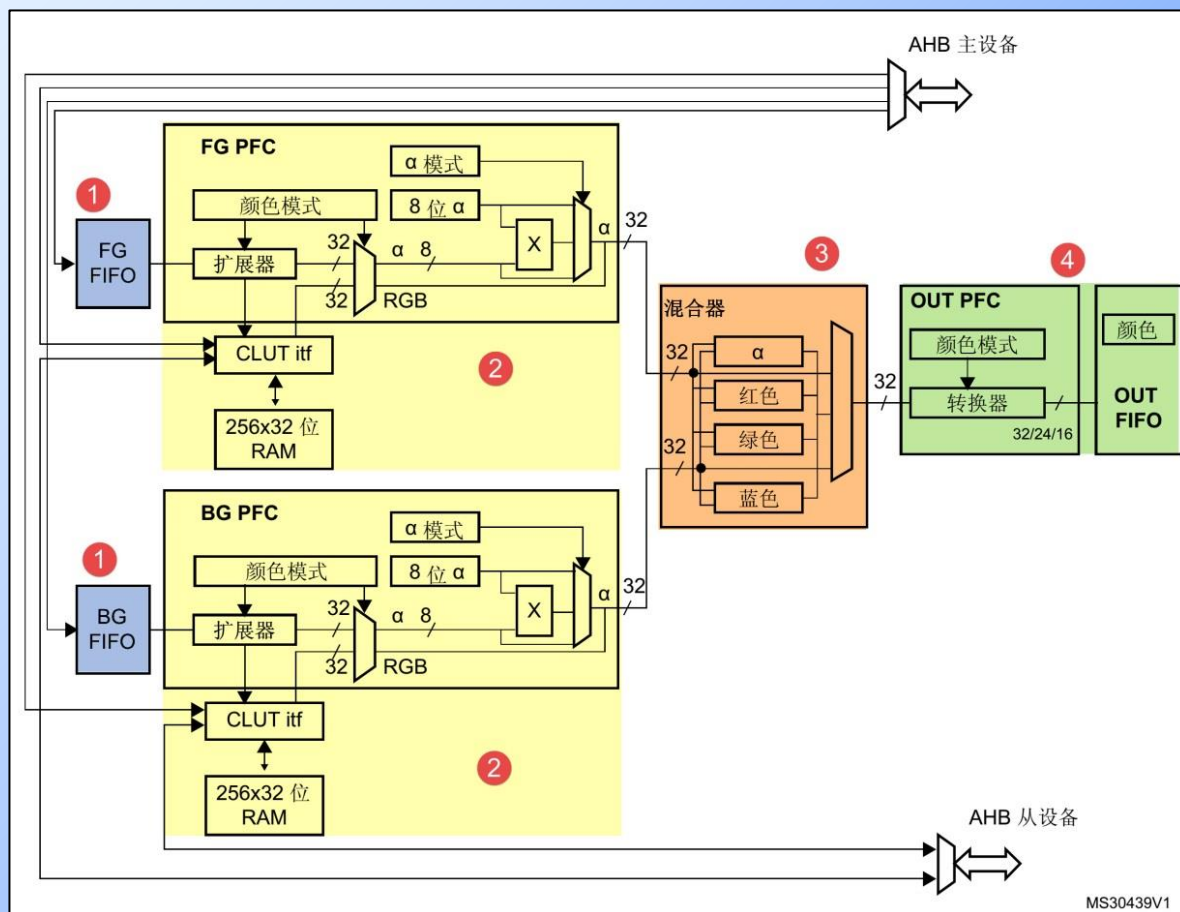 AHB 主设备
FG PFC
α 模式
1
8 位 α
颜色模式
FG
FIFO
扩展器
32
α 8
X
α
32
32
RGB
CLUT itf
2
256x32 位
RAM
3
混合器
32
α
红色
绿色
32
蓝色
32
4
OUT PFC
颜色模式
转换器
32/24/16
颜色
OUT
FIFO
BG PFC
α 模式
1
8 位 α
颜色模式
BG
FIFO
扩展器
32
α 8
X
α
32
32
RGB
CLUT itf
2
256x32 位
RAM
AHB 从设备
MS30439V1